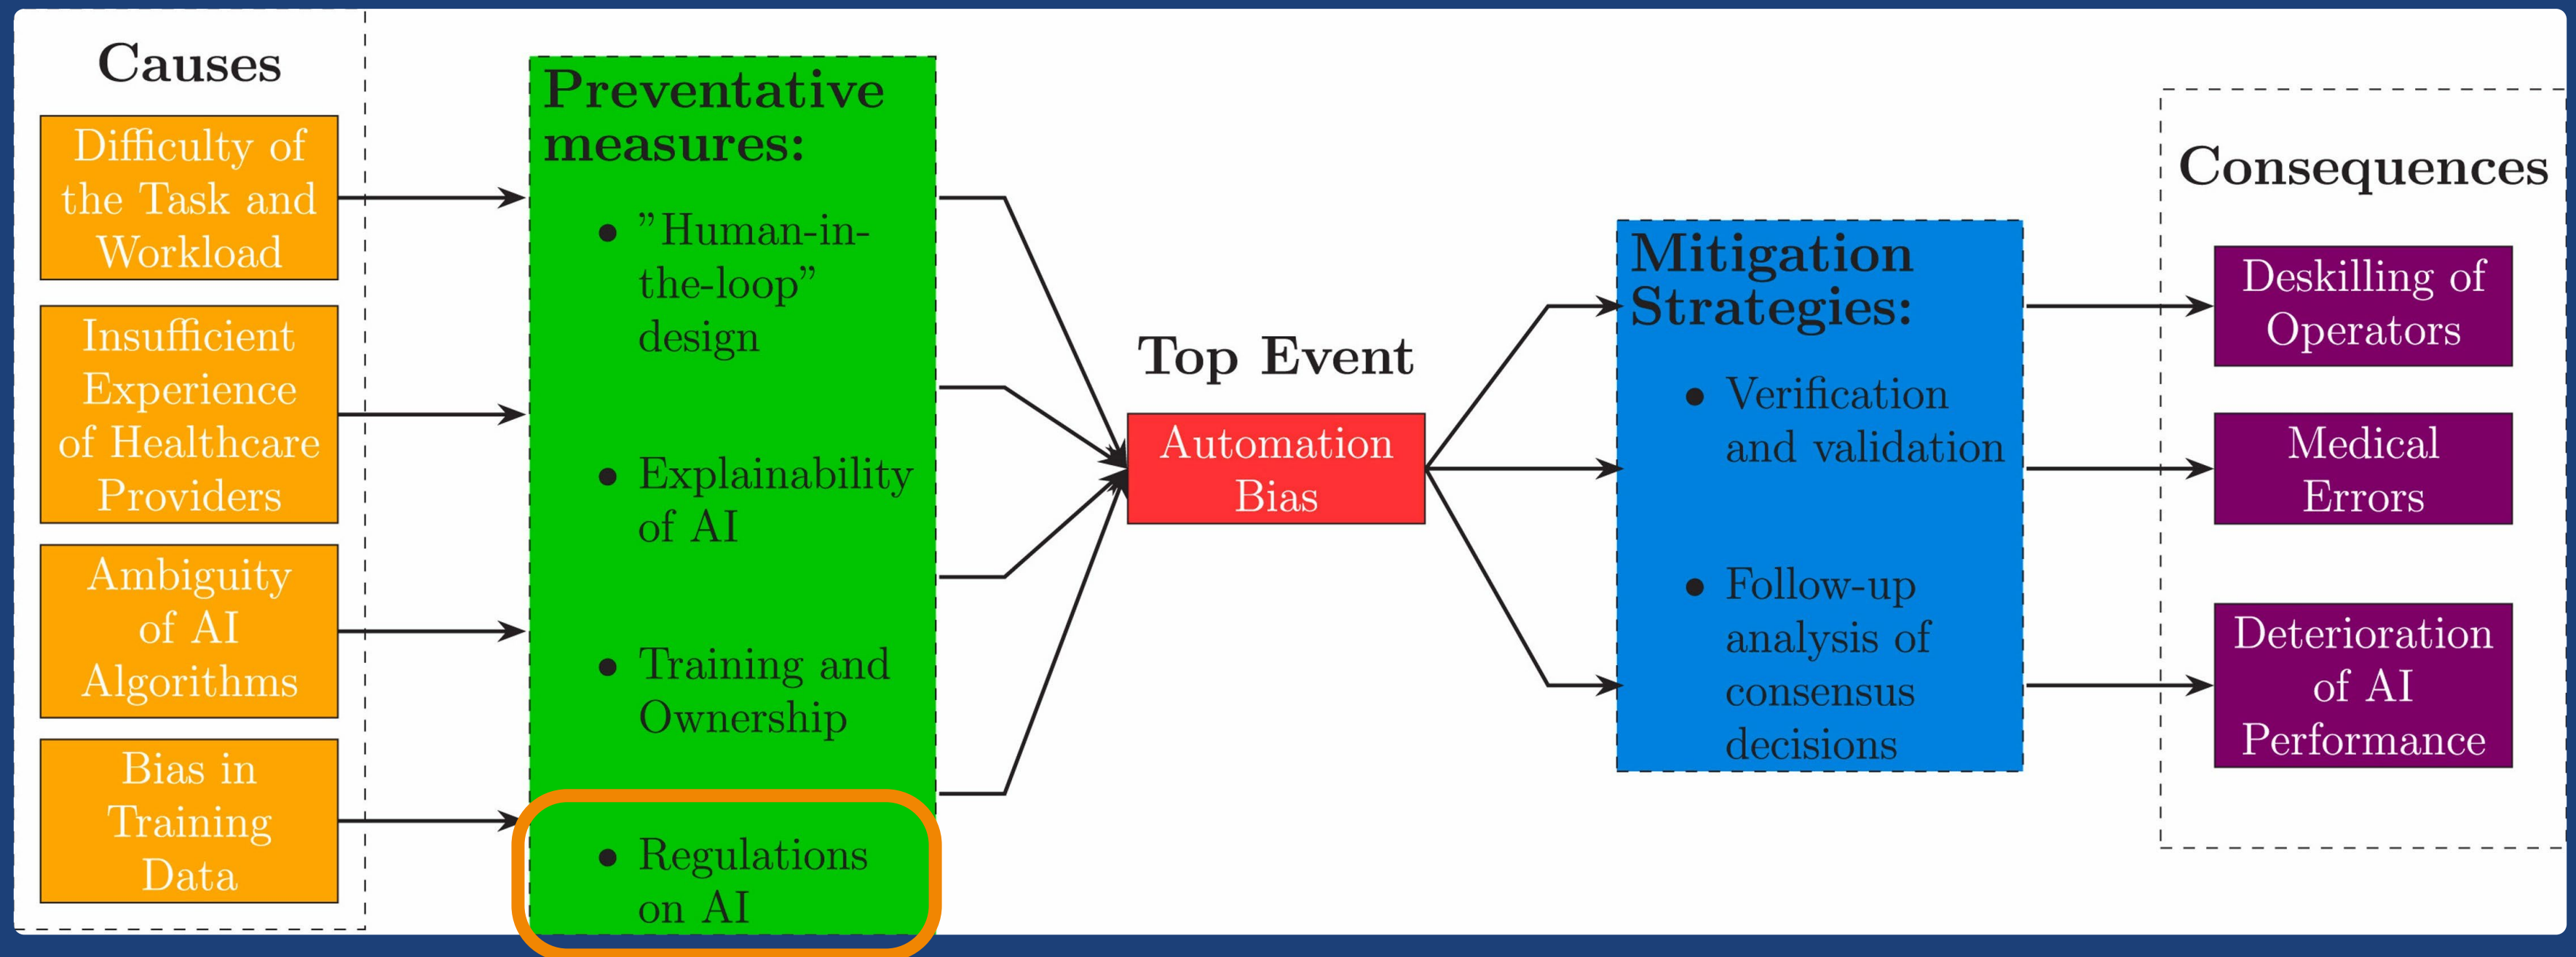 Causes
Difficulty of
the Task and
Workload
Insufficient
Experience
of Healthcare
Providers
Ambiguity
of AI
Algorithms
Bias in
Training
Data
Preventative
measures:
• ”Human-in-
the-loop”
design
• Explainability
of AI
• Training and
Ownership
• Regulations
on AI
Top Event
Automation
Bias
Mitigation
Strategies:
• Verification
and validation
• Follow-up
analysis of
consensus
decisions
Consequences
Deskilling of
Operators
Medical
Errors
Deterioration
of AI
Performance